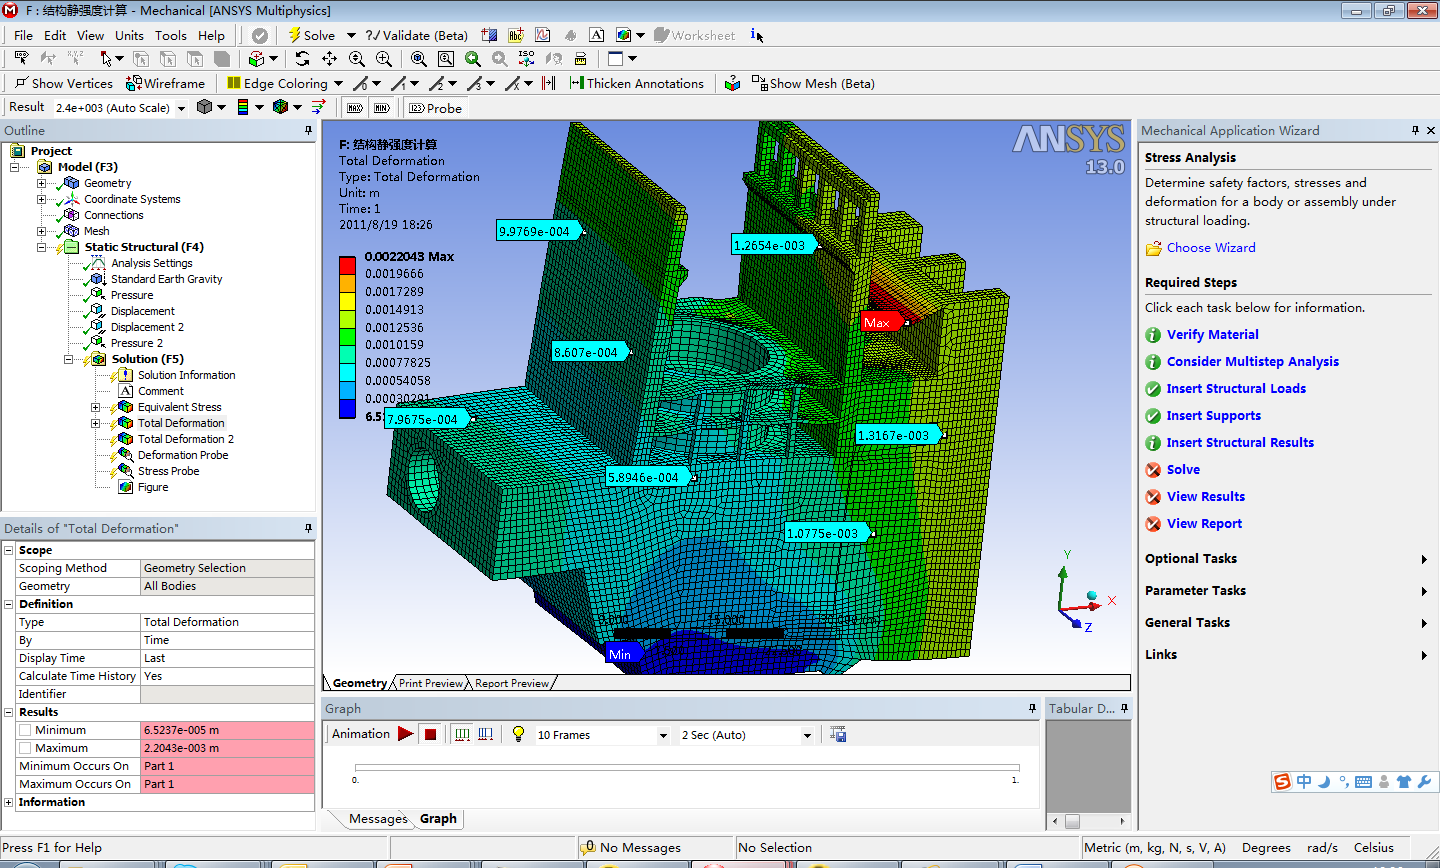 F : 结构静强度计算 - Mechanical [ANSYS Multiphysics]
File Edit View Units Tools Help Solve ?/ Validate (Beta) Worksheet
Show Vertices Wireframe Edge Coloring Thicken Annotations Show Mesh (Beta)
Result 2.4e+003 (Auto Scale) MAX MIN Probe
Outline
Project
Model (F3)
Geometry
Coordinate Systems
Connections
Mesh
Static Structural (F4)
Analysis Settings
Standard Earth Gravity
Pressure
Displacement
Displacement 2
Pressure 2
Solution (F5)
Solution Information
Comment
Equivalent Stress
Total Deformation
Total Deformation 2
Deformation Probe
Stress Probe
Figure
Details of "Total Deformation"
Scope
Scoping Method Geometry Selection
Geometry All Bodies
Definition
Type Total Deformation
By Time
Display Time Last
Calculate Time History Yes
Identifier
Results
Minimum 6.5237e-005 m
Maximum 2.2043e-003 m
Minimum Occurs On Part 1
Maximum Occurs On Part 1
Information
F: 结构静强度计算
Total Deformation
Type: Total Deformation
Unit: m
Time: 1
2011/8/19 18:26
ANSYS
13.0
0.0022043 Max
0.0019666
0.0017289
0.0014913
0.0012536
0.0010159
0.00077825
0.00054058
0.00030291
9.9769e-004
1.2654e-003
Max
8.607e-004
7.9675e-004
1.3167e-003
5.8946e-004
1.0775e-003
Min
Y
X
Z
Geometry Print Preview Report Preview
Graph
Animation 10 Frames 2 Sec (Auto)
0. 1.
Messages Graph
Tabular D...
Mechanical Application Wizard
Stress Analysis
Determine safety factors, stresses and
deformation for a body or assembly under
structural loading.
Choose Wizard
Required Steps
Click each task below for information.
Verify Material
Consider Multistep Analysis
Insert Structural Loads
Insert Supports
Insert Structural Results
Solve
View Results
View Report
Optional Tasks
Parameter Tasks
General Tasks
Links
中
Press F1 for Help No Messages No Selection Metric (m, kg, N, s, V, A) Degrees rad/s Celsius